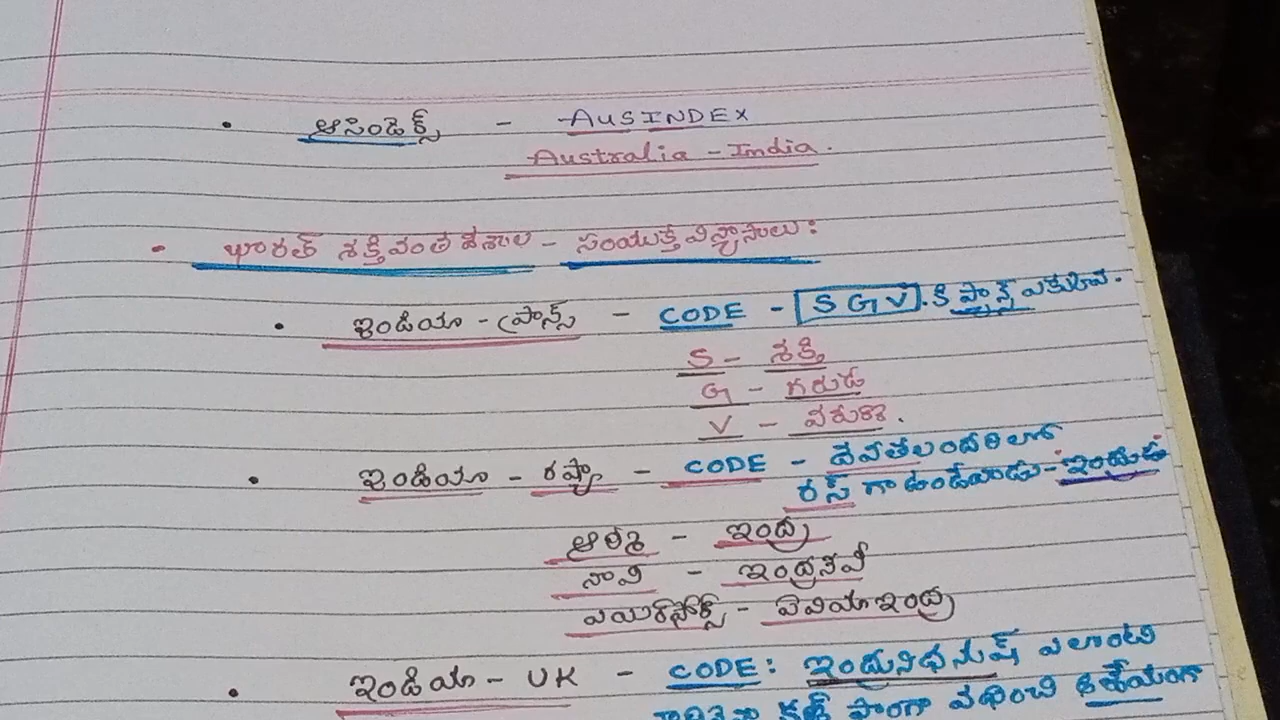 • ఆసిండెక్స్ - AUSINDEX
Australia - India.
• భారత్ శక్తివంత దేశాల - సంయుక్త విన్యాసాలు:
• ఇండియా - ఫ్రాన్స్ - CODE - SGV. కి ఫ్రాన్స్ ఎకువ.
S - శక్తి
G - గరుడ
V - వరుణ.
• ఇండియా - రష్యా - CODE - దేవతలందరిలో
రస్ గా ఉండేవాడు - ఇంద్రుడు
ఆర్మీ - ఇంద్ర
నావి - ఇంద్రనేవీ
ఎయిర్‌ఫోర్స్ - ఏవియాఇంద్ర
• ఇండియా - UK - CODE: ఇంద్రునిధనుష్ ఎలాంటి